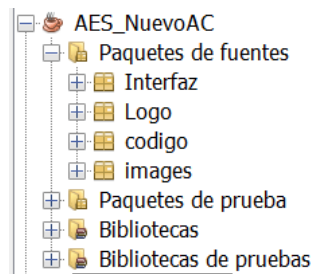 AES_NuevoAC
Paquetes de fuentes
Interfaz
Logo
codigo
images
Paquetes de prueba
Bibliotecas
Bibliotecas de pruebas